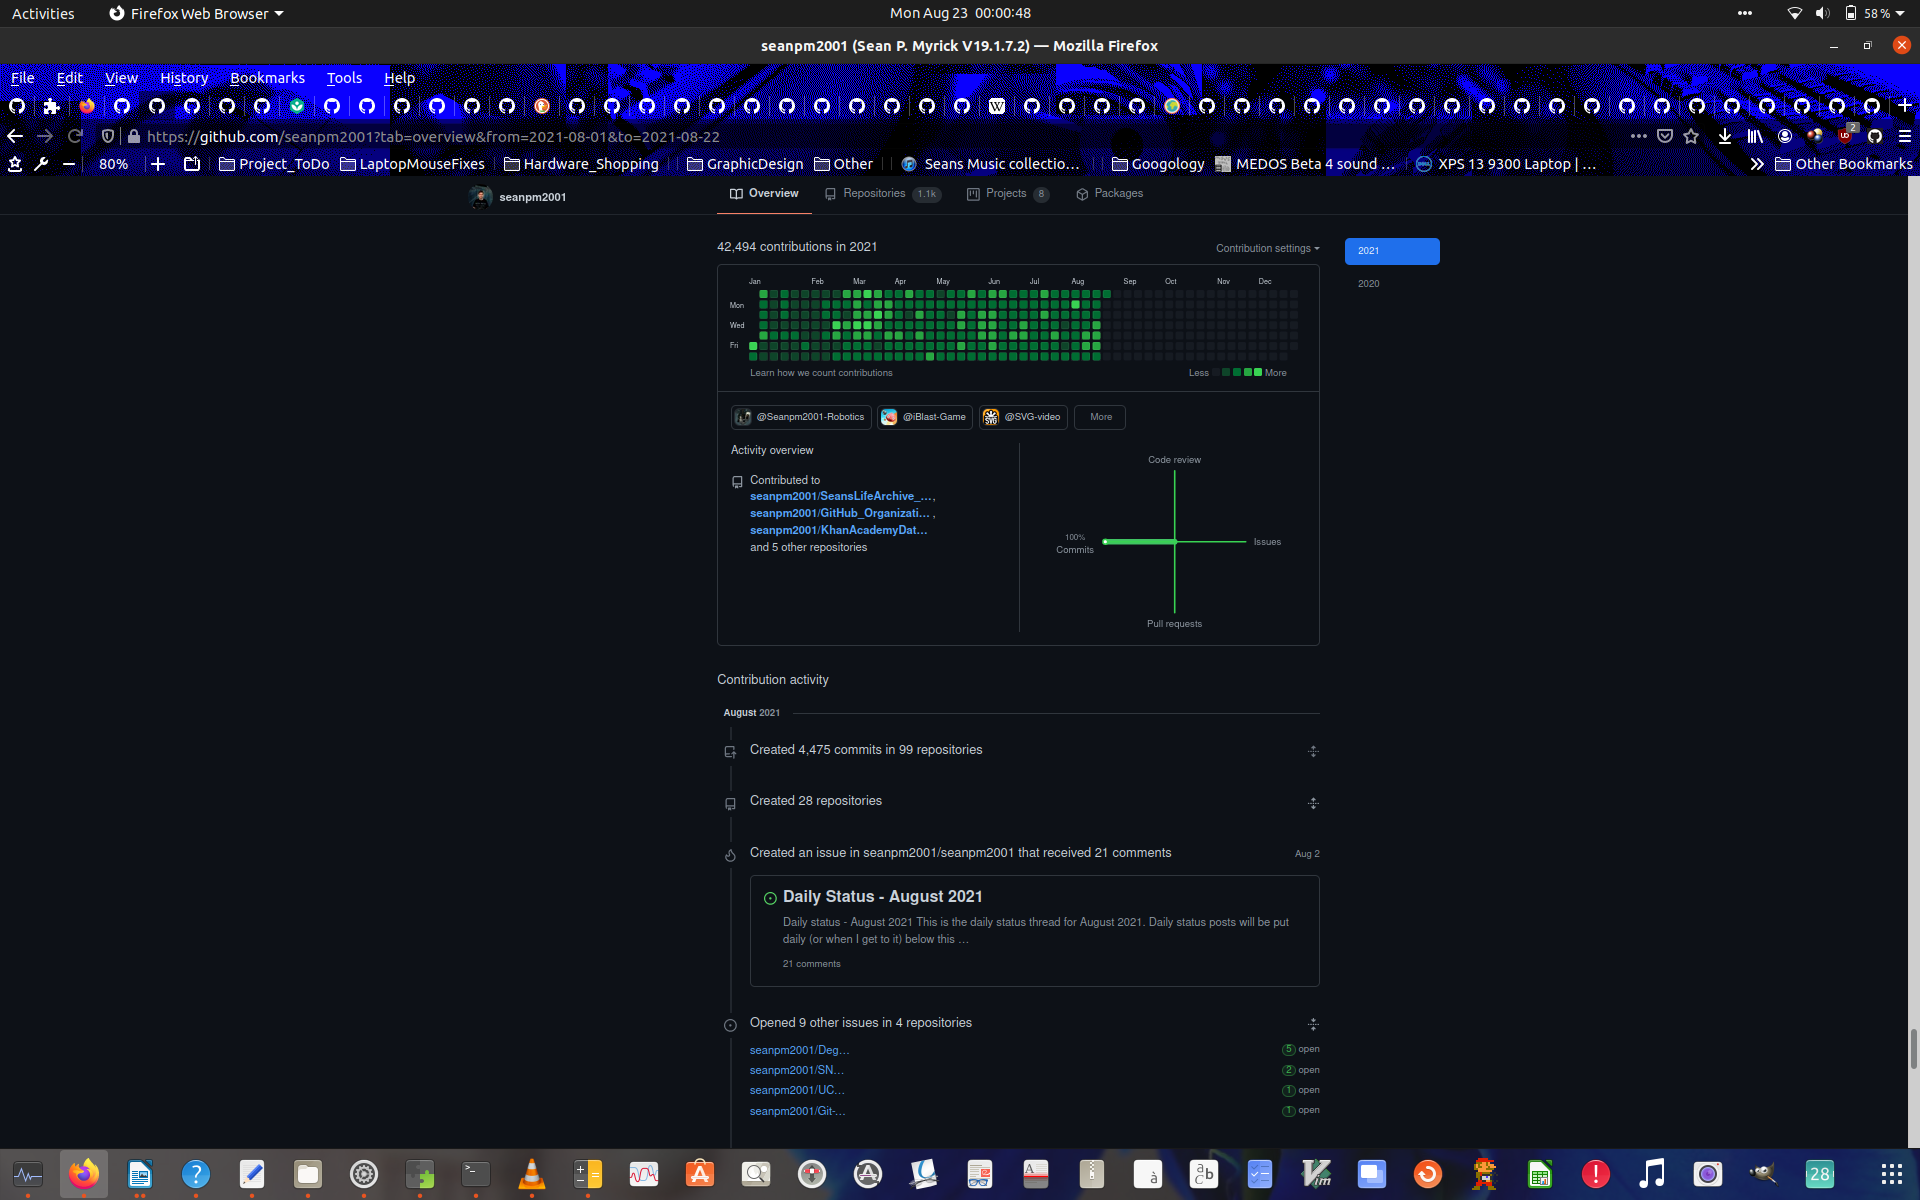 Activities Firefox Web Browser Mon Aug 23 00:00:48 58 %
seanpm2001 (Sean P. Myrick V19.1.7.2) — Mozilla Firefox
File Edit View History Bookmarks Tools Help
https://github.com/seanpm2001?tab=overview&from=2021-08-01&to=2021-08-22 2
80% Project_ToDo LaptopMouseFixes Hardware_Shopping GraphicDesign Other Seans Music collectio… Googology MEDOS Beta 4 sound … XPS 13 9300 Laptop | … Other Bookmarks
seanpm2001 Overview Repositories 1.1k Projects 8 Packages
42,494 contributions in 2021 Contribution settings 2021
2020
Jan Feb Mar Apr May Jun Jul Aug Sep Oct Nov Dec
Mon
Wed
Fri
Learn how we count contributions Less More
@Seanpm2001-Robotics @iBlast-Game @SVG-video More
Activity overview
Contributed to
seanpm2001/SeansLifeArchive_…,
seanpm2001/GitHub_Organizati… ,
seanpm2001/KhanAcademyDat…
and 5 other repositories
Code review
100%
Commits
Issues
Pull requests
Contribution activity
August 2021
Created 4,475 commits in 99 repositories
Created 28 repositories
Created an issue in seanpm2001/seanpm2001 that received 21 comments Aug 2
Daily Status - August 2021
Daily status - August 2021 This is the daily status thread for August 2021. Daily status posts will be put
daily (or when I get to it) below this …
21 comments
Opened 9 other issues in 4 repositories
seanpm2001/Deg… 5 open
seanpm2001/SN… 2 open
seanpm2001/UC… 1 open
seanpm2001/Git-… 1 open
28